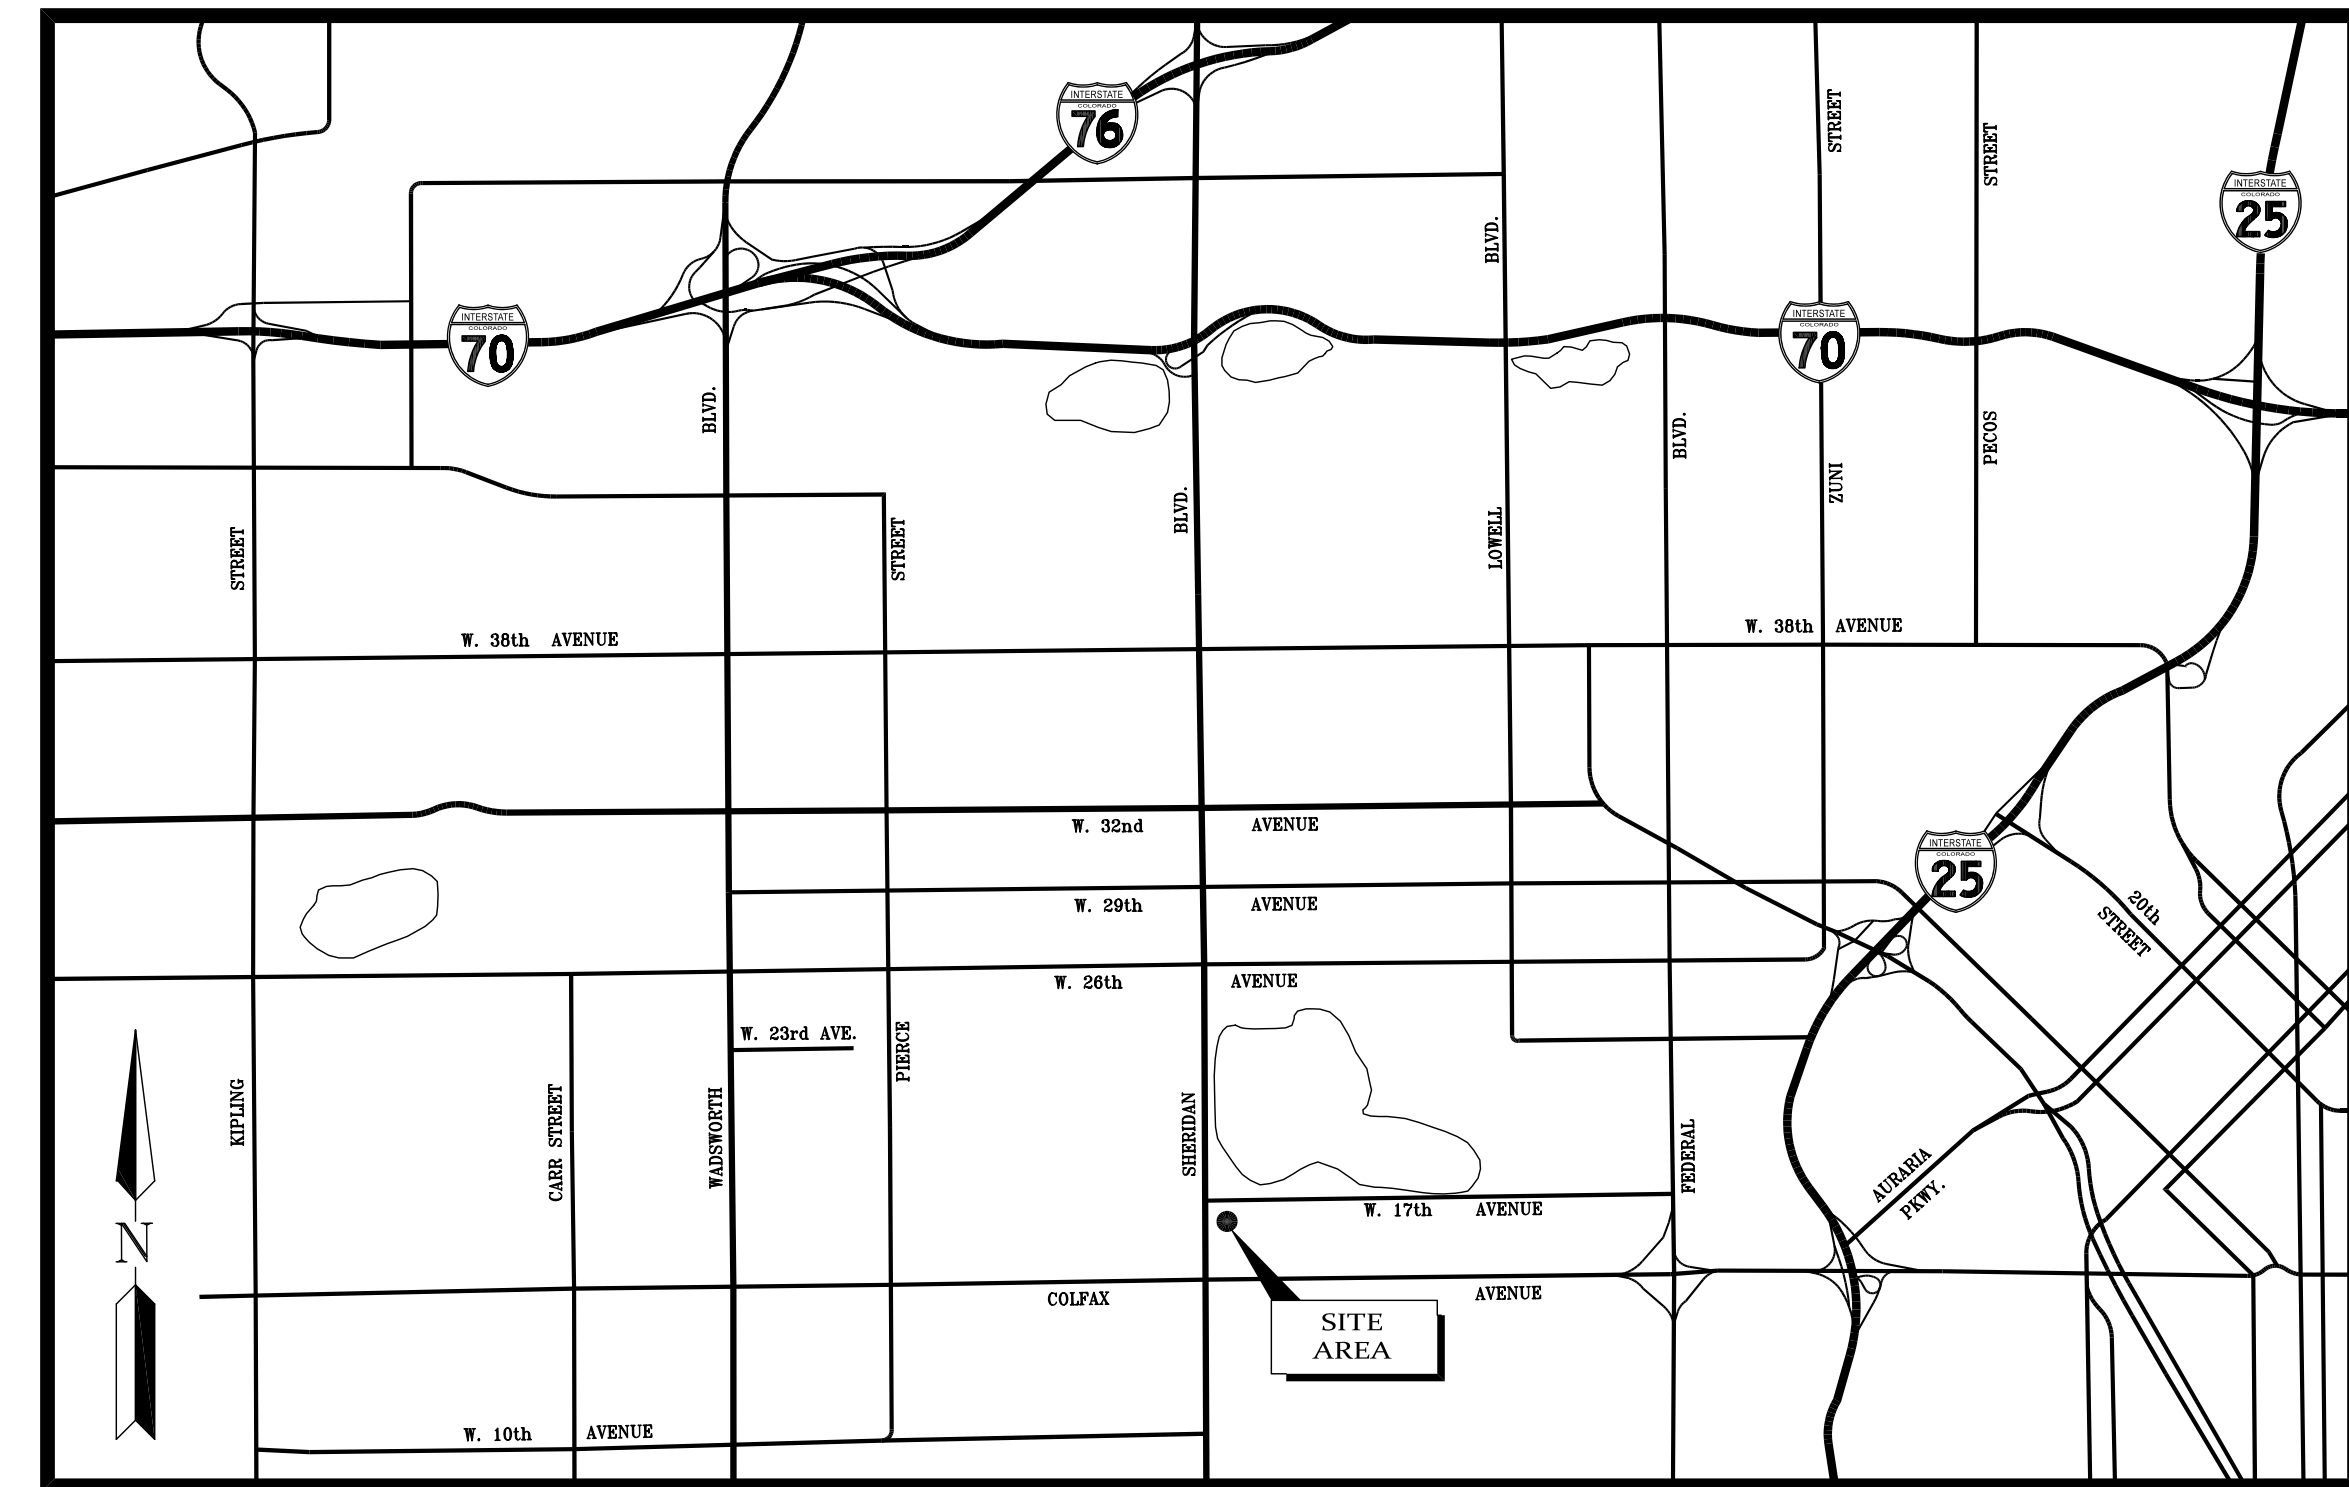 INTERSTATE
COLORADO
76
STREET
STREET
INTERSTATE
COLORADO
25
BLVD.
INTERSTATE
COLORADO
70
INTERSTATE
COLORADO
70
BLVD.
BLVD.
PECOS
ZUNI
BLVD.
LOWELL
STREET
STREET
W. 38th AVENUE
W. 38th AVENUE
W. 32nd AVENUE
INTERSTATE
COLORADO
25
W. 29th AVENUE
20th
STREET
W. 26th AVENUE
W. 23rd AVE.
PIERCE
KIPLING
CARR STREET
WADSWORTH
SHERIDAN
FEDERAL
AURARIA
PKWY.
W. 17th AVENUE
N
COLFAX AVENUE
SITE
AREA
W. 10th AVENUE